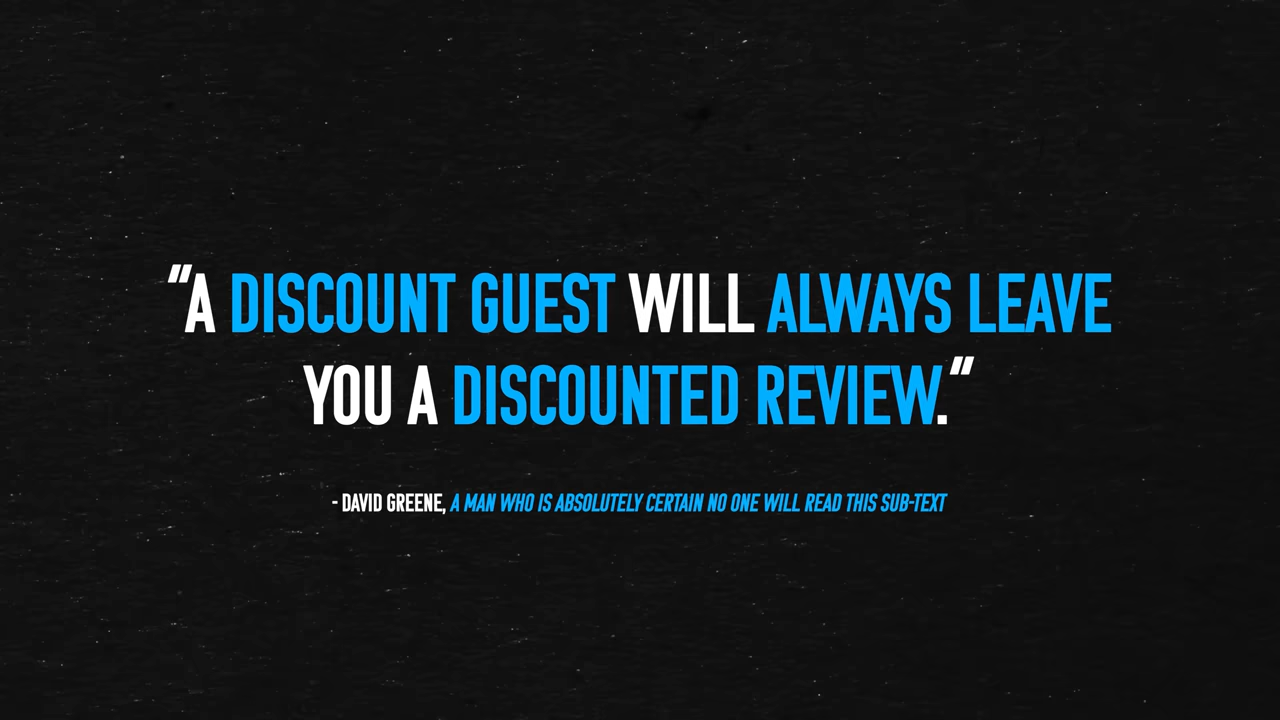 "A DISCOUNT GUEST WILL ALWAYS LEAVE
YOU A DISCOUNTED REVIEW."
- DAVID GREENE, A MAN WHO IS ABSOLUTELY CERTAIN NO ONE WILL READ THIS SUB-TEXT